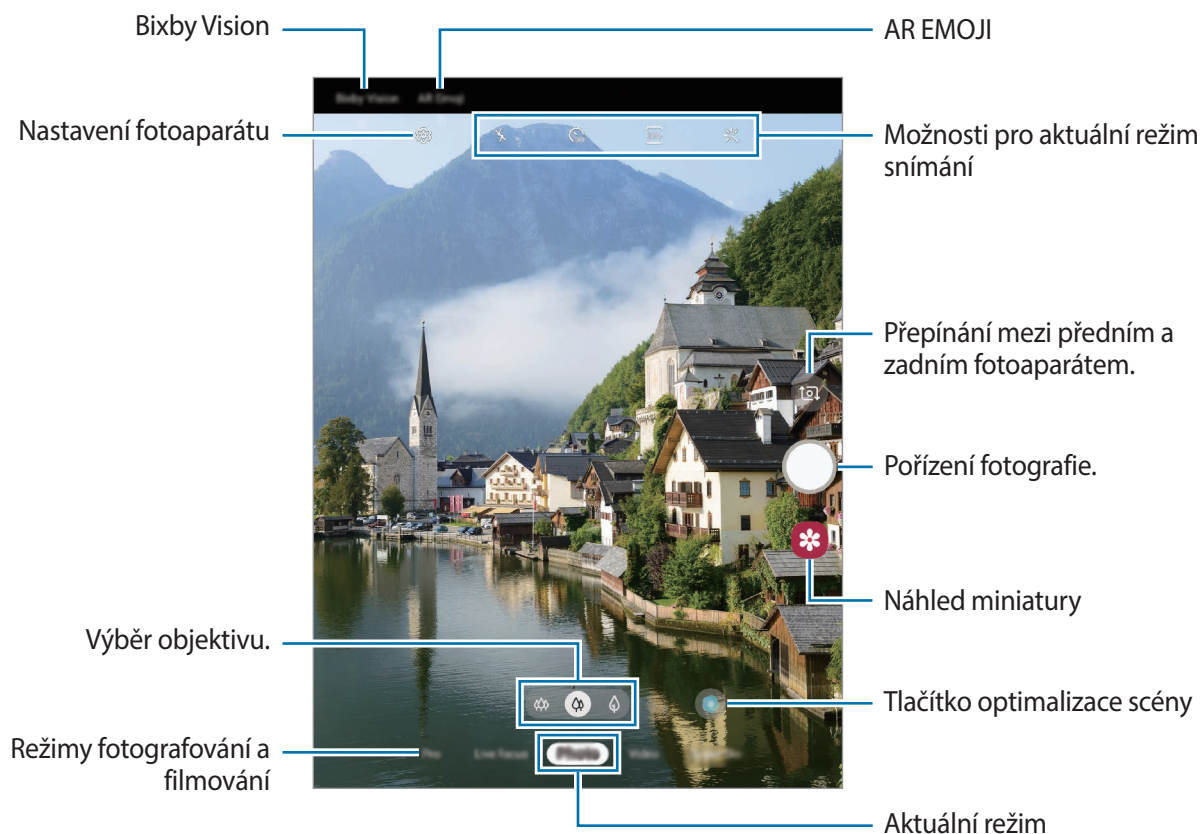 Bixby Vision
AR EMOJI
Bixby Vision
AR Emoji
Nastavení fotoaparátu
Možnosti pro aktuální režim
snímání
Přepínání mezi předním a
zadním fotoaparátem.
Pořízení fotografie.
Náhled miniatury
Výběr objektivu.
Tlačítko optimalizace scény
Režimy fotografování a
filmování
Pro
Live focus
Photo
Video
Aktuální režim